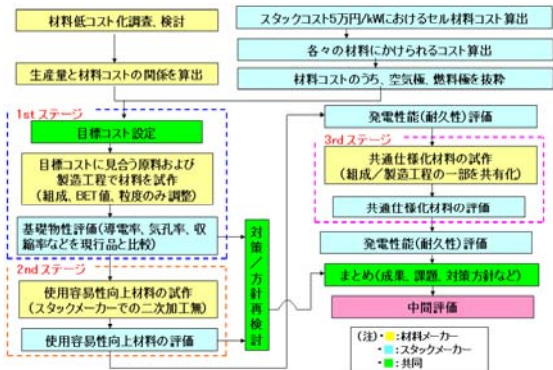 材料低コスト化調査、検討
生産量と材料コストの関係を算出
スタックコスト5万円/kWにおけるセル材料コスト算出
各々の材料にかけられるコスト算出
材料コストのうち、空気極、燃料極を抜粋
1stステージ
目標コスト設定
目標コストに見合う原料および
製造工程で材料を試作
(組成、BET値、粒度のみ調整)
基礎物性評価(導電率、気孔率、収
縮率などを現行品と比較)
2ndステージ
使用容易性向上材料の試作
(スタックメーカーでの二次加工無)
使用容易性向上材料の評価
対策／方針再検討
発電性能(耐久性)評価
3rdステージ
共通仕様化材料の試作
(組成／製造工程の一部を共有化)
共通仕様化材料の評価
発電性能(耐久性)評価
まとめ(成果、課題、対策方針など)
中間評価
(注)・■:材料メーカー
・■:スタックメーカー
・■:共同